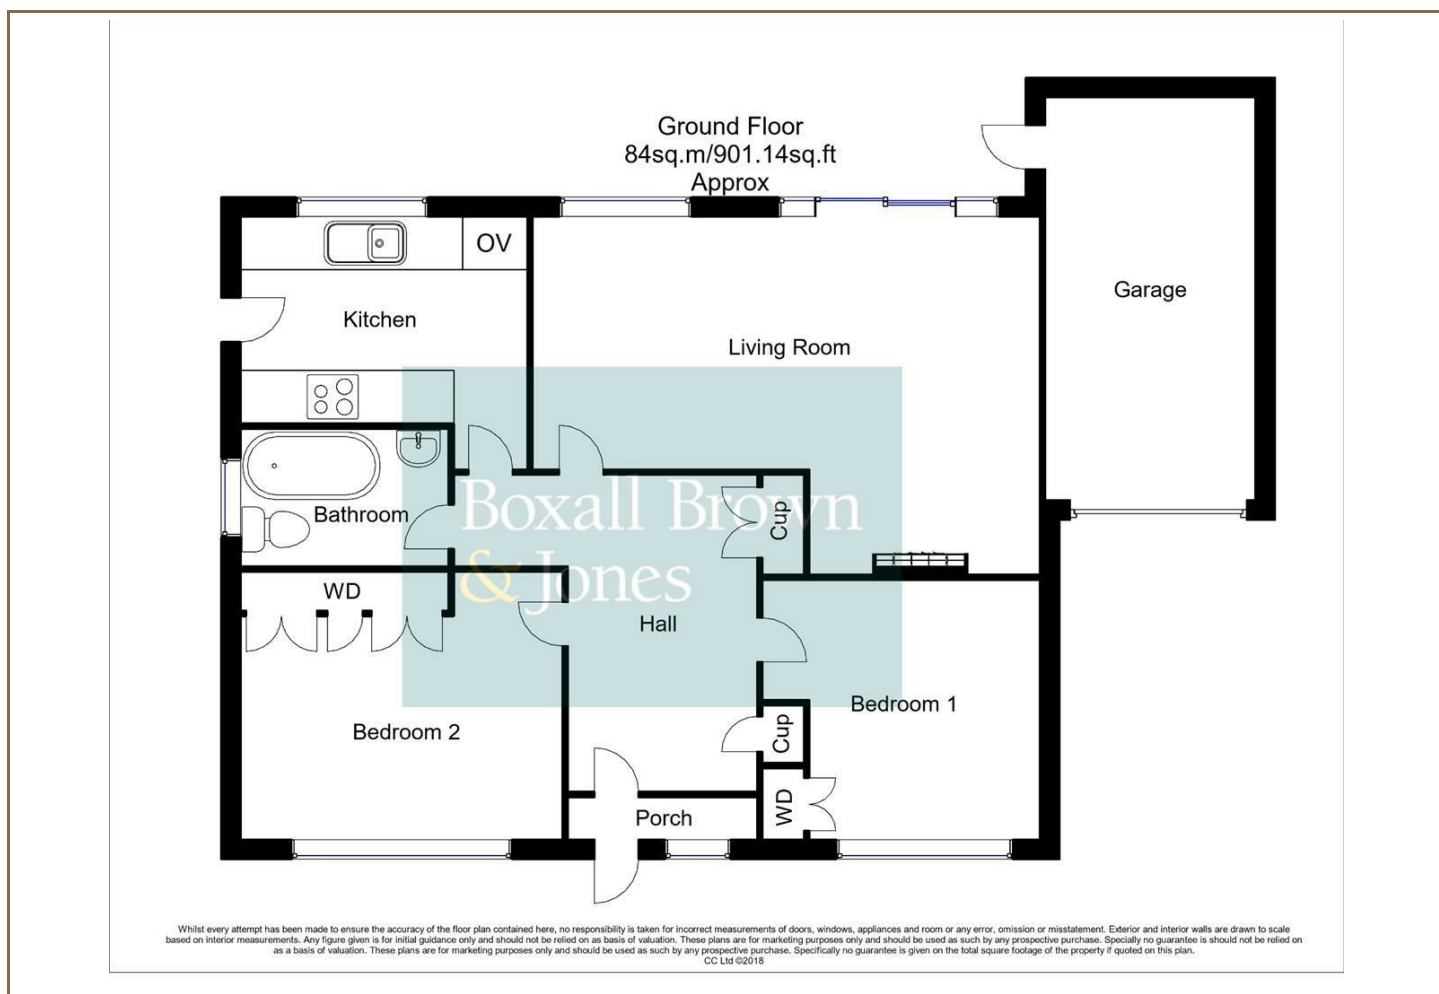 Ground Floor
84sq.m/901.14sq.ft
Approx
OV
Kitchen
Garage
Living Room
Bathroom
Boxall Brown
& Jones
Cup
WD
Hall
Bedroom 1
Bedroom 2
Cup
WD
Porch
Whilst every attempt has been made to ensure the accuracy of the floor plan contained here, no responsibility is taken for incorrect measurements of doors, windows, appliances and room or any error, omission or misstatement. Exterior and interior walls are drawn to scale
based on interior measurements. Any figure given is for initial guidance only and should not be relied on as basis of valuation. These plans are for marketing purposes only and should be used as such by any prospective purchase. Specially no guarantee is should not be relied on
as a basis of valuation. These plans are for marketing purposes only and should be used as such by any prospective purchase. Specifically no guarantee is given on the total square footage of the property if quoted on this plan.
CC Ltd ©2018